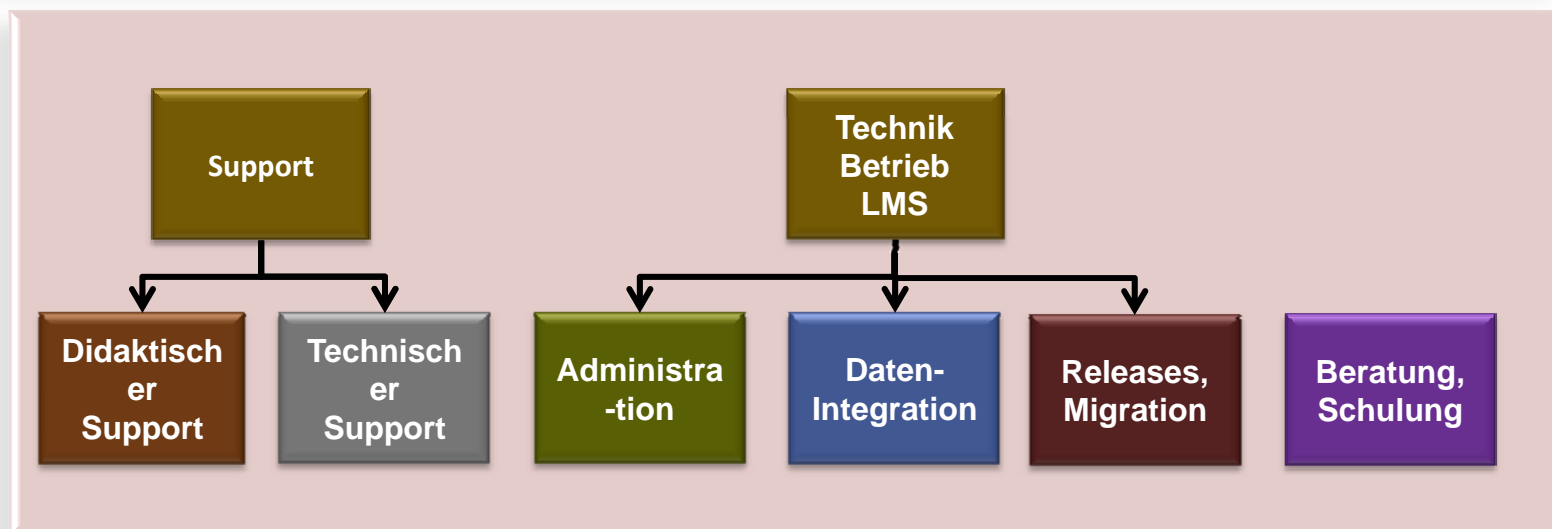 Support
Technik
Betrieb
LMS
Didaktisch
er
Support
Technisch
er
Support
Administra
-tion
Daten-
Integration
Releases,
Migration
Beratung,
Schulung